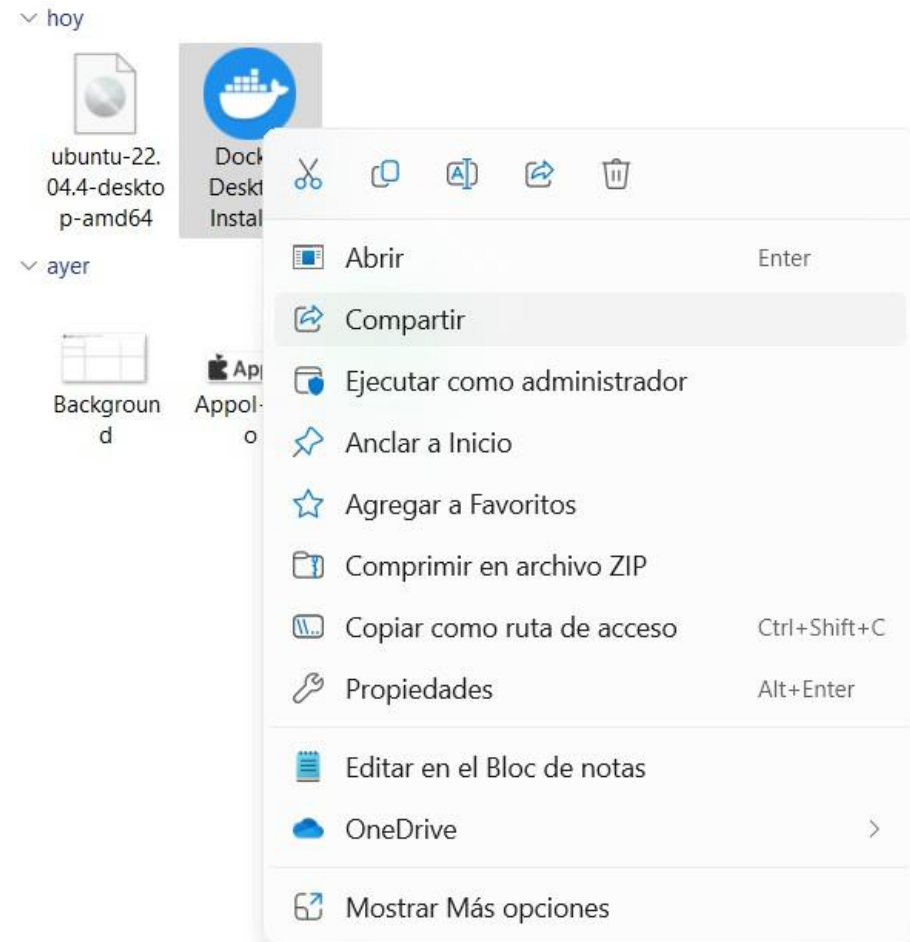 hoy
ubuntu-22.
04.4-deskto
p-amd64
Dock
Deskt
Instal
ayer
Backgroun
d
App
Appol-
o
Abrir Enter
Compartir
Ejecutar como administrador
Anclar a Inicio
Agregar a Favoritos
Comprimir en archivo ZIP
Copiar como ruta de acceso Ctrl+Shift+C
Propiedades Alt+Enter
Editar en el Bloc de notas
OneDrive
Mostrar Más opciones